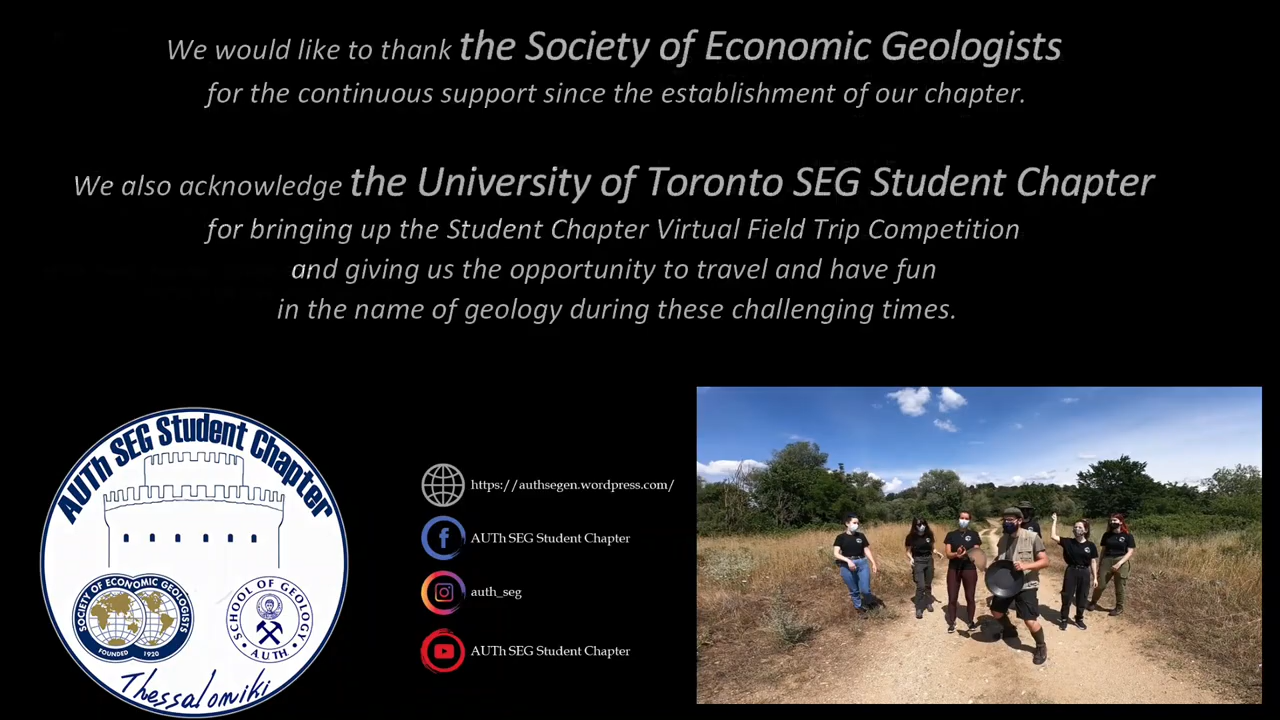 We would like to thank the Society of Economic Geologists
for the continuous support since the establishment of our chapter.
We also acknowledge the University of Toronto SEG Student Chapter
for bringing up the Student Chapter Virtual Field Trip Competition
and giving us the opportunity to travel and have fun
in the name of geology during these challenging times.
AUTh SEG Student Chapter
SOCIETY OF ECONOMIC GEOLOGISTS
FOUNDED 1920
SCHOOL OF GEOLOGY
A.U.TH.
Thessaloniki
https://authsegen.wordpress.com/
AUTh SEG Student Chapter
auth_seg
AUTh SEG Student Chapter